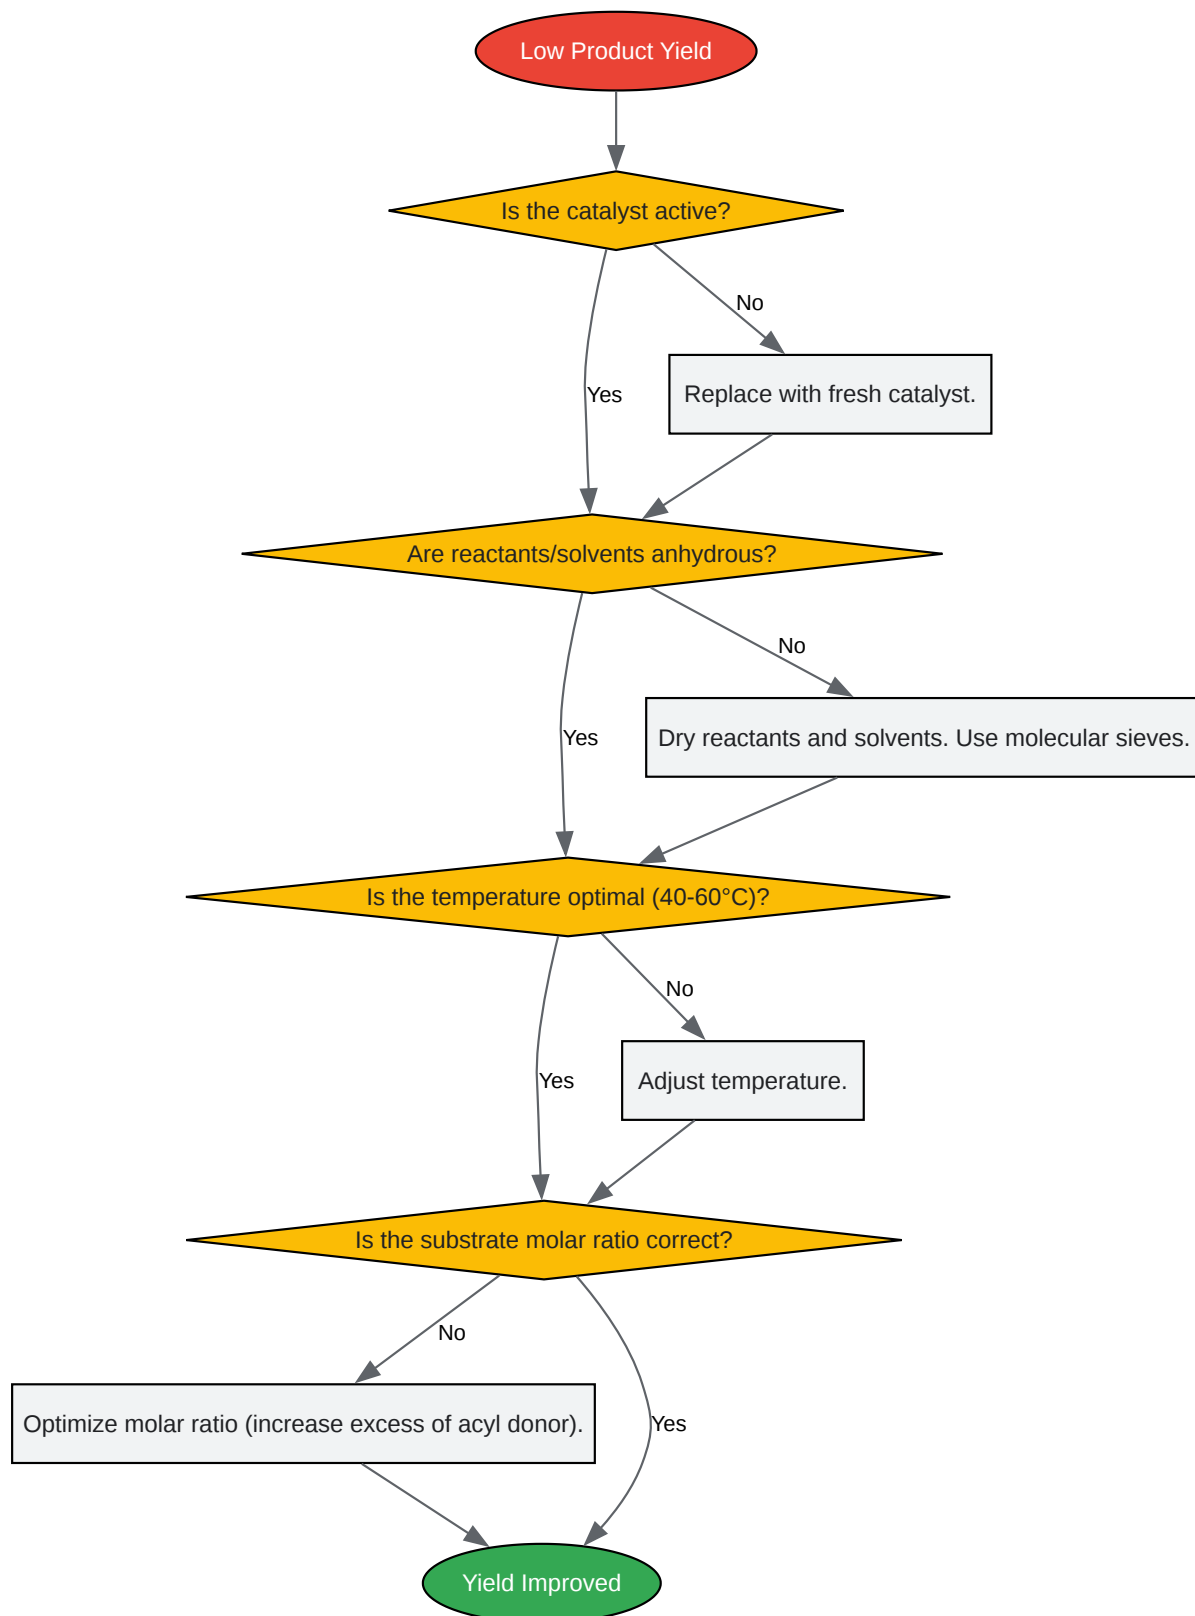 Low Product Yield
Is the catalyst active?
No
Yes
Replace with fresh catalyst.
Are reactants/solvents anhydrous?
No
Yes
Dry reactants and solvents. Use molecular sieves.
Is the temperature optimal (40-60°C)?
No
Yes
Adjust temperature.
Is the substrate molar ratio correct?
No
Yes
Optimize molar ratio (increase excess of acyl donor).
Yield Improved